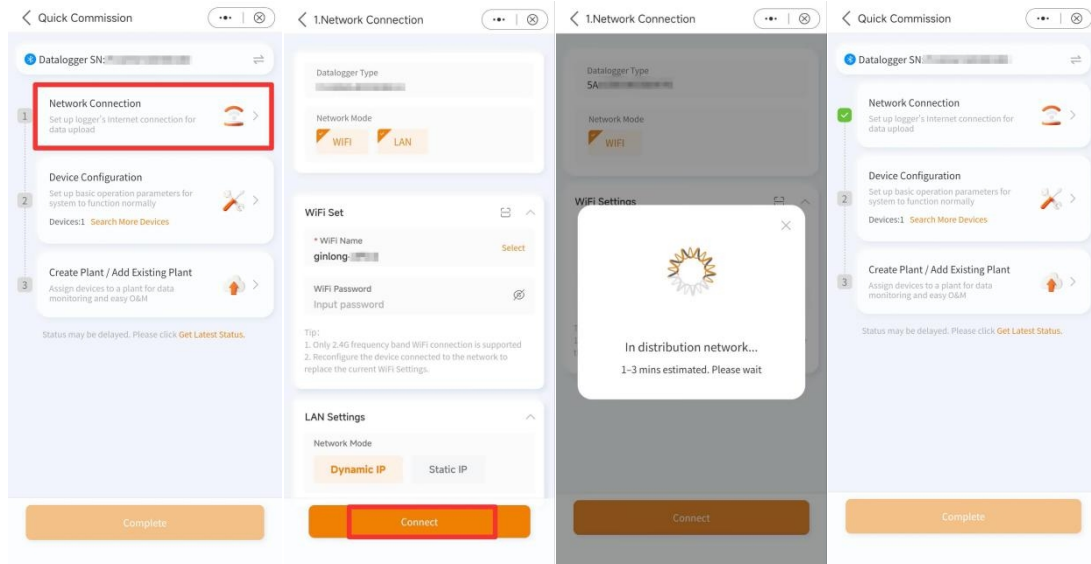 Quick Commission
Datalogger SN:
1
Network Connection
Set up logger's Internet connection for
data upload
2
Device Configuration
Set up basic operation parameters for
system to function normally
Devices:1 Search More Devices
3
Create Plant / Add Existing Plant
Assign devices to a plant for data
monitoring and easy O&M
Status may be delayed. Please click Get Latest Status.
Complete
1.Network Connection
Datalogger Type
Network Mode
WIFI LAN
WiFi Set
* WiFi Name
ginlong- Select
WiFi Password
Input password
Tip:
1. Only 2.4G frequency band WiFi connection is supported
2. Reconfigure the device connected to the network to
replace the current WiFi Settings.
LAN Settings
Network Mode
Dynamic IP Static IP
Connect
1.Network Connection
Datalogger Type
5A
Network Mode
WIFI
WiFi Settings
In distribution network...
1-3 mins estimated. Please wait
Connect
Quick Commission
Datalogger SN:
Network Connection
Set up logger's Internet connection for
data upload
2
Device Configuration
Set up basic operation parameters for
system to function normally
Devices:1 Search More Devices
3
Create Plant / Add Existing Plant
Assign devices to a plant for data
monitoring and easy O&M
Status may be delayed. Please click Get Latest Status.
Complete